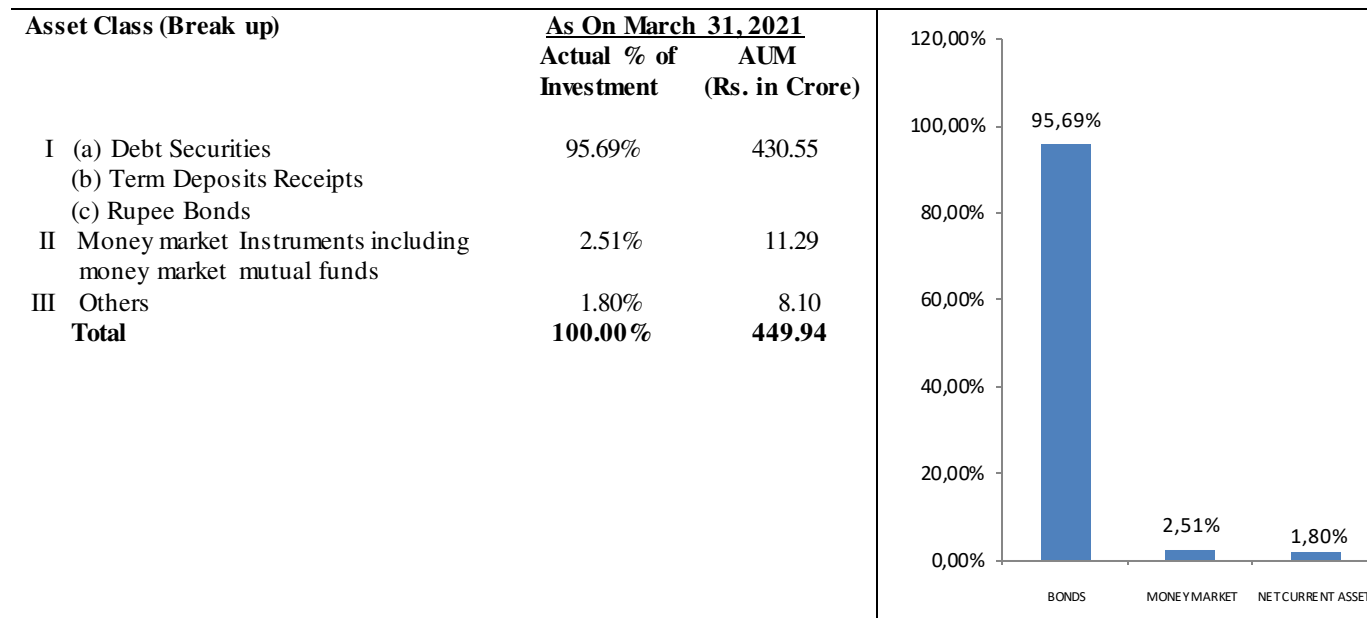 Asset Class (Break up) As On March 31, 2021
Actual % of AUM
Investment (Rs. in Crore)
I (a) Debt Securities 95.69% 430.55
(b) Term Deposits Receipts
(c) Rupee Bonds
II Money market Instruments including 2.51% 11.29
money market mutual funds
III Others 1.80% 8.10
Total 100.00% 449.94
120,00%
100,00%
80,00%
60,00%
40,00%
20,00%
0,00%
95,69%
2,51%
1,80%
BONDS MONEY MARKET NET CURRENT ASSET